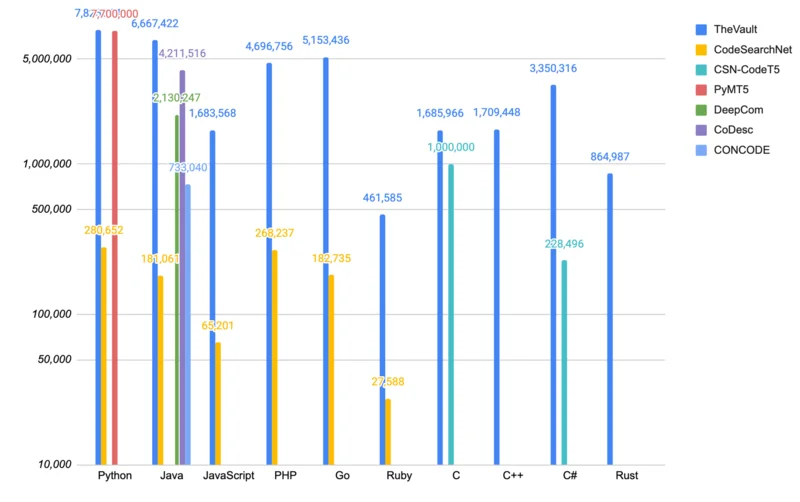 7,700,000
6,667,422
4,211,516
2,130,247
733,040
1,683,568
4,696,756
5,153,436
461,585
1,685,966
1,000,000
1,709,448
3,350,316
228,496
864,987
280,652
181,061
65,201
268,237
182,735
27,588
5,000,000
1,000,000
500,000
100,000
50,000
10,000
Python
Java
JavaScript
PHP
Go
Ruby
C
C++
C#
Rust
TheVault
CodeSearchNet
CSN-CodeT5
PyMT5
DeepCom
CoDesc
CONCODE